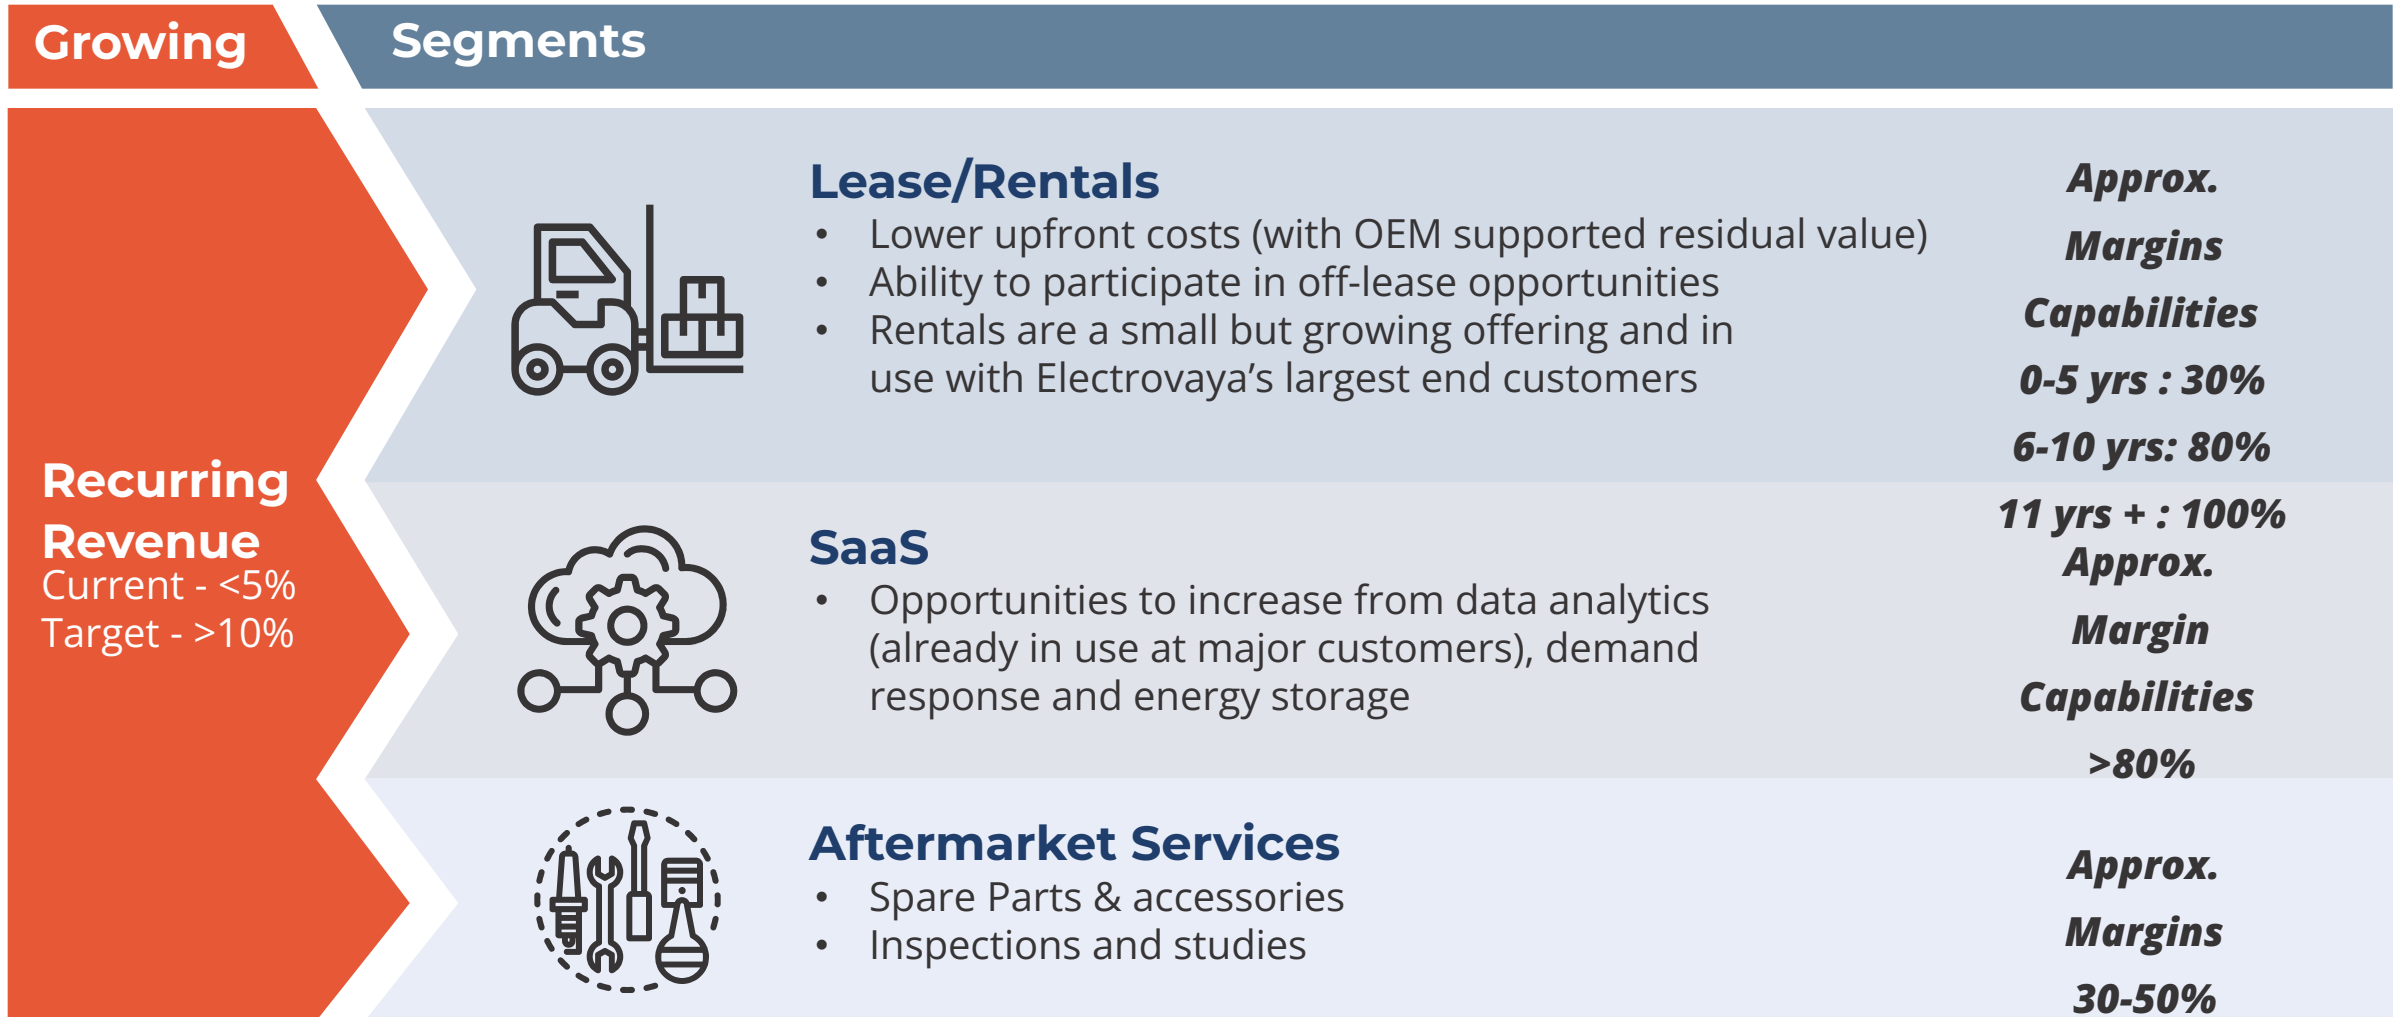 Growing
Segments
Recurring
Revenue
Current - <5%
Target - >10%
Lease/Rentals
• Lower upfront costs (with OEM supported residual value)
• Ability to participate in off-lease opportunities
• Rentals are a small but growing offering and in
use with Electrovaya’s largest end customers
Approx.
Margins
Capabilities
0-5 yrs : 30%
6-10 yrs: 80%
11 yrs + : 100%
SaaS
• Opportunities to increase from data analytics
(already in use at major customers), demand
response and energy storage
Approx.
Margin
Capabilities
>80%
Aftermarket Services
• Spare Parts & accessories
• Inspections and studies
Approx.
Margins
30-50%